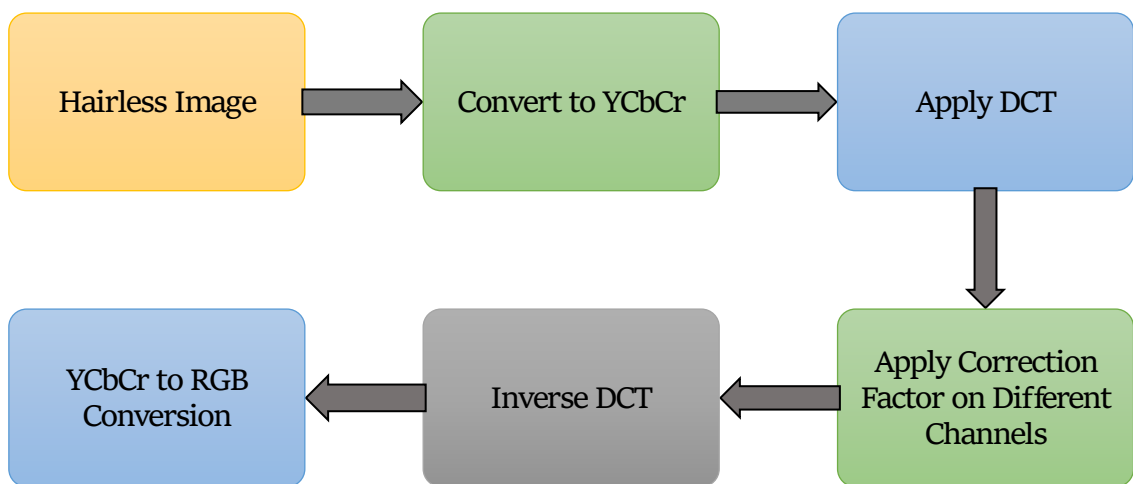 Hairless Image
Convert to YCbCr
Apply DCT
Apply Correction
Factor on Different
Channels
Inverse DCT
YCbCr to RGB
Conversion